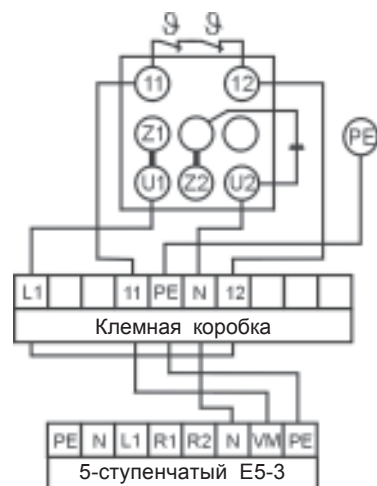 ϑ ϑ
11 12
Z1
PE
U1 Z2 U2
L1 11 PE N 12
Клемная коробка
PE N L1 R1 R2 N VM PE
5-ступенчатый Е5-3